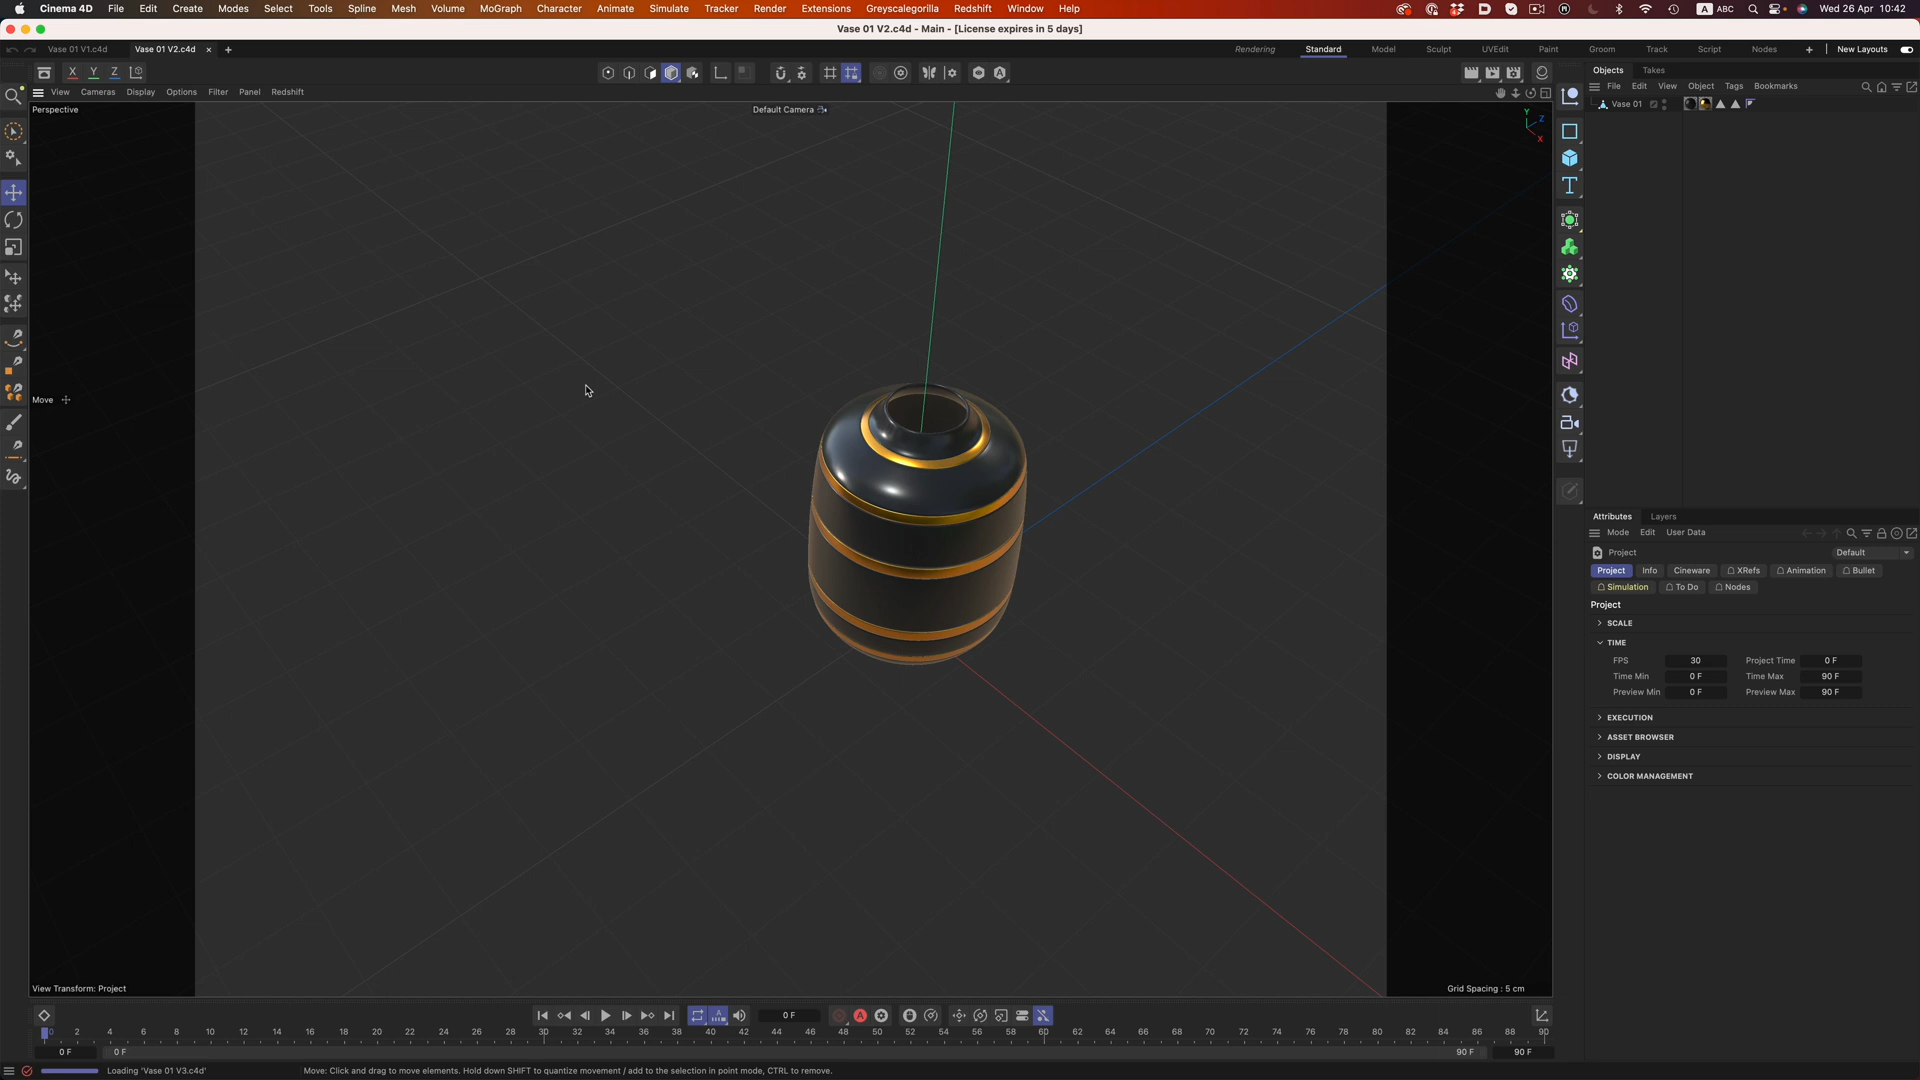 Cinema 4D File Edit Create Modes Select Tools Spline Mesh Volume MoGraph Character Animate Simulate Tracker Render Extensions Greyscalegorilla Redshift Window Help A ABC Wed 26 Apr 10:42
Vase 01 V2.c4d - Main - [License expires in 5 days]
Vase 01 V1.c4d Vase 01 V2.c4d × + Rendering Standard Model Sculpt UVEdit Paint Groom Track Script Nodes + New Layouts
X Y Z
Objects Takes
View Cameras Display Options Filter Panel Redshift
File Edit View Object Tags Bookmarks
Perspective Default Camera
Vase 01
Y Z X
Move
Attributes Layers
Mode Edit User Data
Project Default
Project Info Cineware XRefs Animation Bullet
Simulation To Do Nodes
Project
SCALE
TIME
FPS 30 Project Time 0 F
Time Min 0 F Time Max 90 F
Preview Min 0 F Preview Max 90 F
EXECUTION
ASSET BROWSER
DISPLAY
COLOR MANAGEMENT
View Transform: Project Grid Spacing : 5 cm
0 F
0 2 4 6 8 10 12 14 16 18 20 22 24 26 28 30 32 34 36 38 40 42 44 46 48 50 52 54 56 58 60 62 64 66 68 70 72 74 76 78 80 82 84 86 88 90
0 F 0 F 90 F 90 F
Loading 'Vase 01 V3.c4d' Move: Click and drag to move elements. Hold down SHIFT to quantize movement / add to the selection in point mode, CTRL to remove.